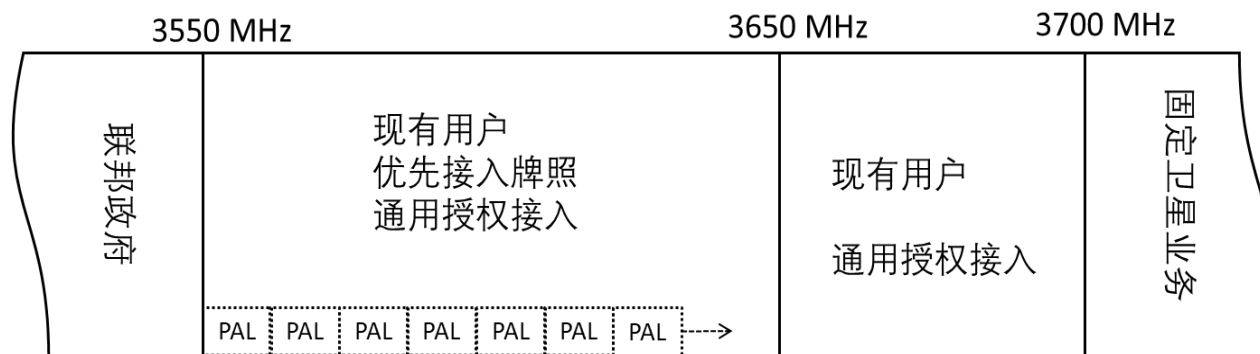 3550 MHz
3650 MHz
3700 MHz
联邦政府
现有用户
优先接入牌照
通用授权接入
现有用户
通用授权接入
固定卫星业务
PAL PAL PAL PAL PAL PAL PAL